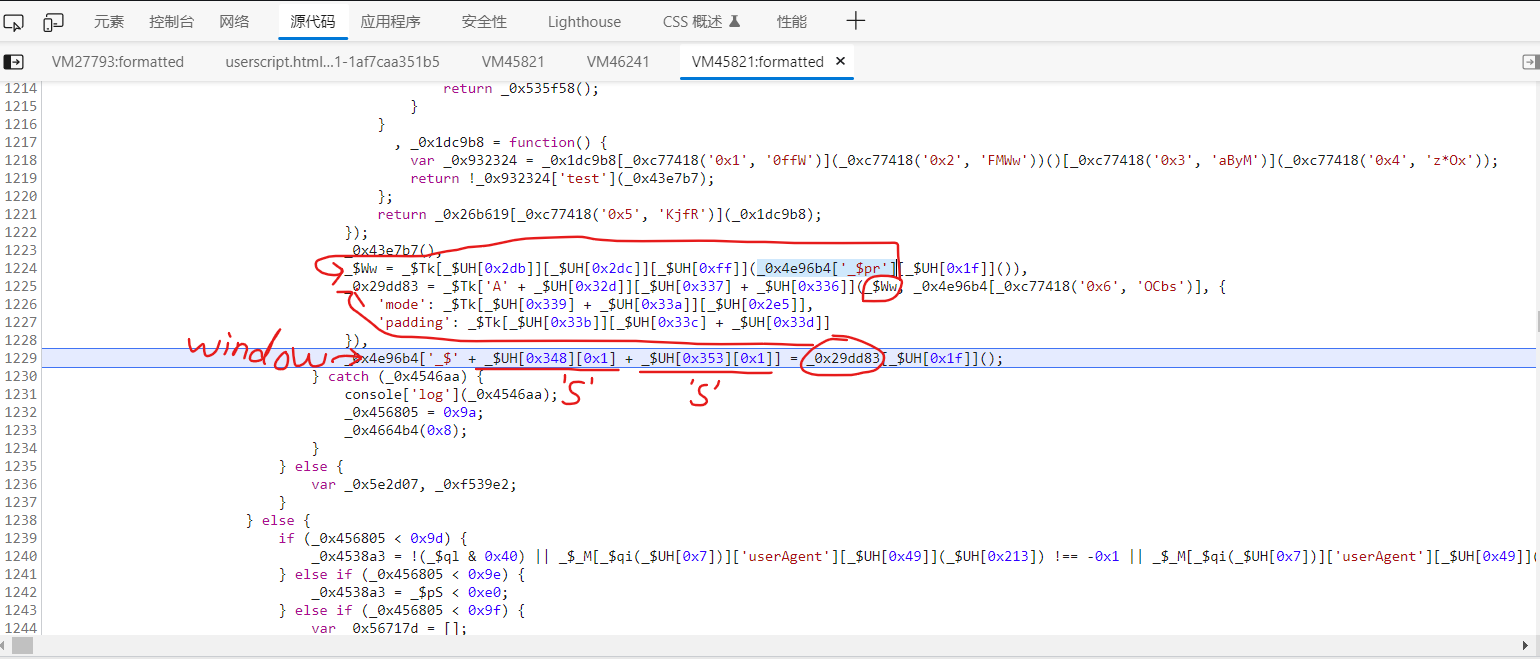 元素 控制台 网络 源代码 应用程序 安全性 Lighthouse CSS 概述 性能
VM27793:formatted userscript.html...1-1af7caa351b5 VM45821 VM46241 VM45821:formatted ×
1214 return _0x535f58();
1215 }
1216 }
1217 , _0x1dc9b8 = function() {
1218 var _0x932324 = _0x1dc9b8[_0xc77418('0x1', '0ffW')](_0xc77418('0x2', 'FMWw'))()[_0xc77418('0x3', 'aByM')](_0xc77418('0x4', 'z*Ox'));
1219 return !_0x932324['test'](_0x43e7b7);
1220 };
1221 return _0x26b619[_0xc77418('0x5', 'KjfR')](_0x1dc9b8);
1222 });
1223 _0x43e7b7(),
1224 _$Ww = _$Tk[_$UH[0x2db]][_$UH[0x2dc]][_$UH[0xff]](_0x4e96b4['_$pr'][_$UH[0x1f]]()),
1225 _0x29dd83 = _$Tk['A' + _$UH[0x32d]][_$UH[0x337] + _$UH[0x336]](_$Ww, _0x4e96b4[_0xc77418('0x6', 'OCbs')], {
1226 'mode': _$Tk[_$UH[0x339] + _$UH[0x33a]][_$UH[0x2e5]],
1227 'padding': _$Tk[_$UH[0x33b]][_$UH[0x33c] + _$UH[0x33d]]
1228 }),
window
1229 _0x4e96b4['_$' + _$UH[0x348][0x1] + _$UH[0x353][0x1]] = _0x29dd83[_$UH[0x1f]]();
1230 } catch (_0x4546aa) {
'S' 'S'
1231 console['log'](_0x4546aa);
1232 _0x456805 = 0x9a;
1233 _0x4664b4(0x8);
1234 }
1235 } else {
1236 var _0x5e2d07, _0xf539e2;
1237 }
1238 } else {
1239 if (_0x456805 < 0x9d) {
1240 _0x4538a3 = !(_$ql & 0x40) || _$_M[_$qi(_$UH[0x7])]['userAgent'][_$UH[0x49]](_$UH[0x213]) !== -0x1 || _$_M[_$qi(_$UH[0x7])]['userAgent'][_$UH[0x49]](
1241 } else if (_0x456805 < 0x9e) {
1242 _0x4538a3 = _$pS < 0xe0;
1243 } else if (_0x456805 < 0x9f) {
1244 var _0x56717d = [];